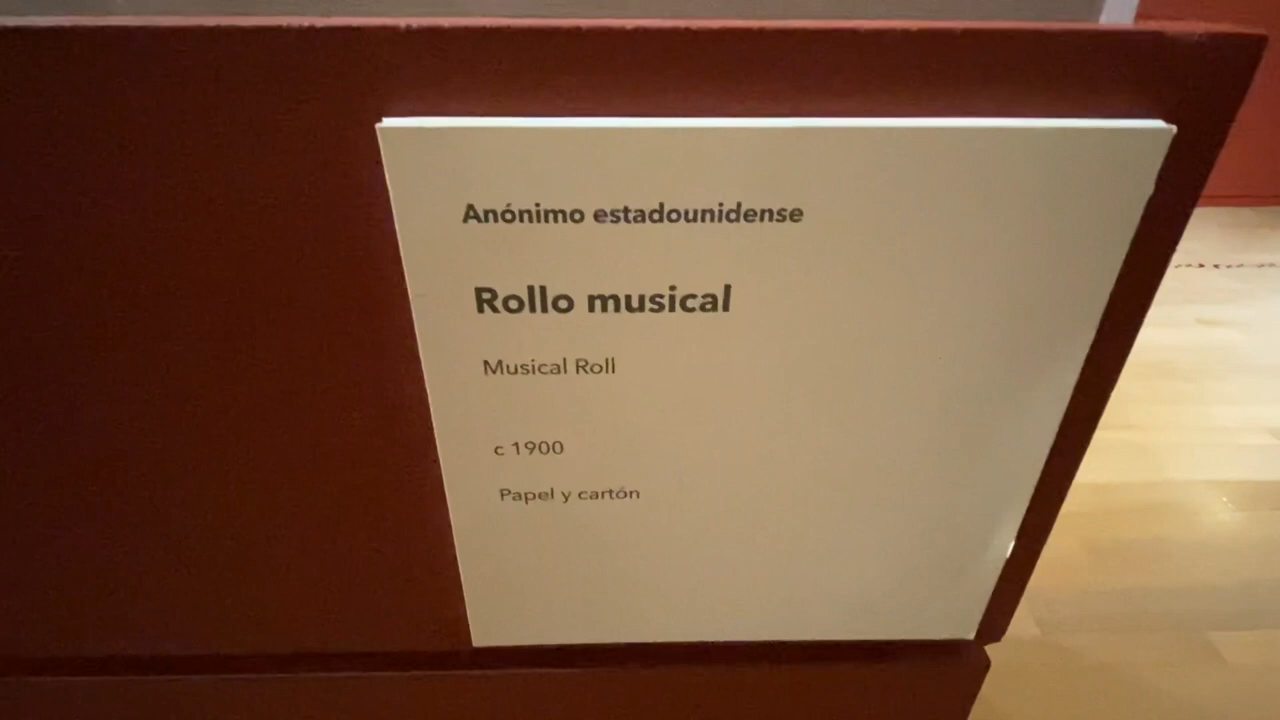 Anónimo estadounidense
Rollo musical
Musical Roll
c 1900
Papel y cartón